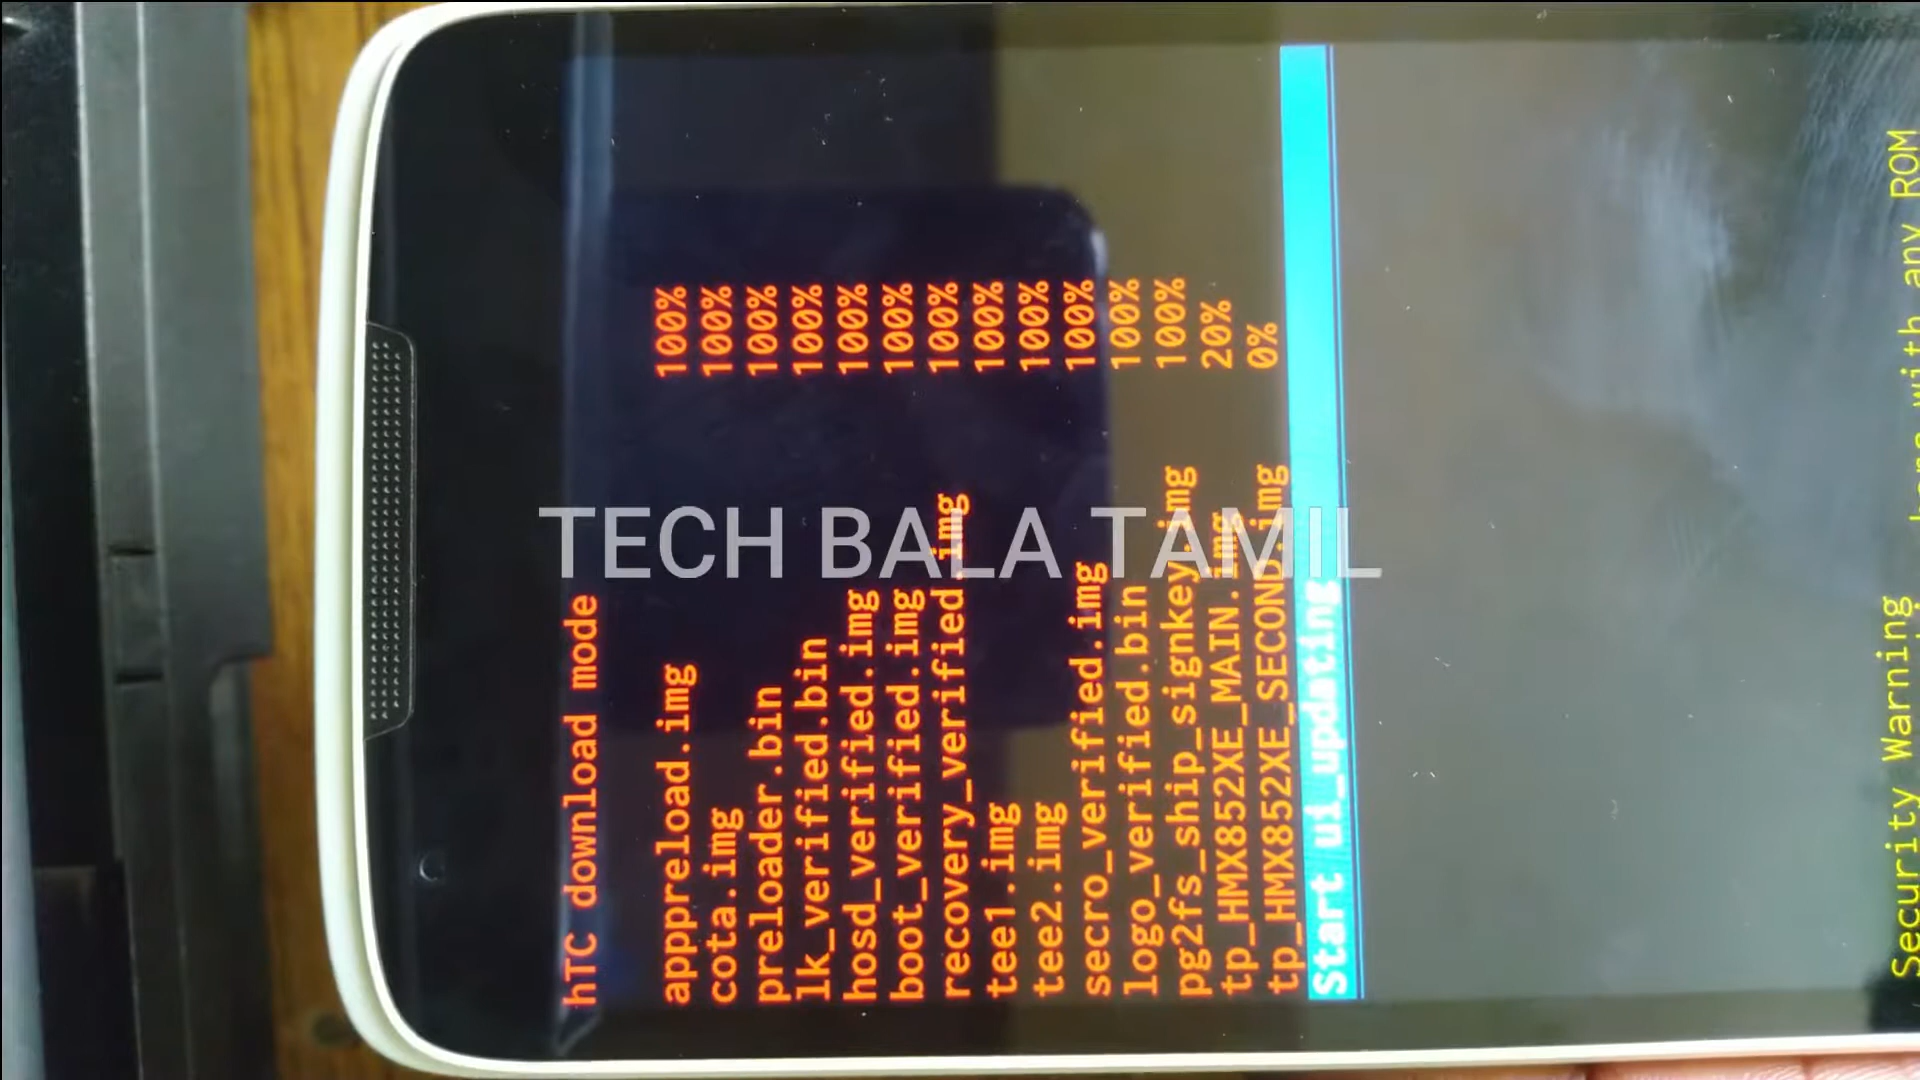 hTC download mode
apppreload.img 100%
cota.img 100%
preloader.bin 100%
lk_verified.bin 100%
hosd_verified.img 100%
boot_verified.img 100%
recovery_verified.img 100%
tee1.img 100%
tee2.img 100%
secro_verified.img 100%
logo_verified.bin 100%
pg2fs_ship_signkey.img 100%
tp_HMX852XE_MAIN.img 20%
tp_HMX852XE_SECOND.img 0%
Start ui_updating
Security Warning
with any ROM
TECH BALA TAMIL